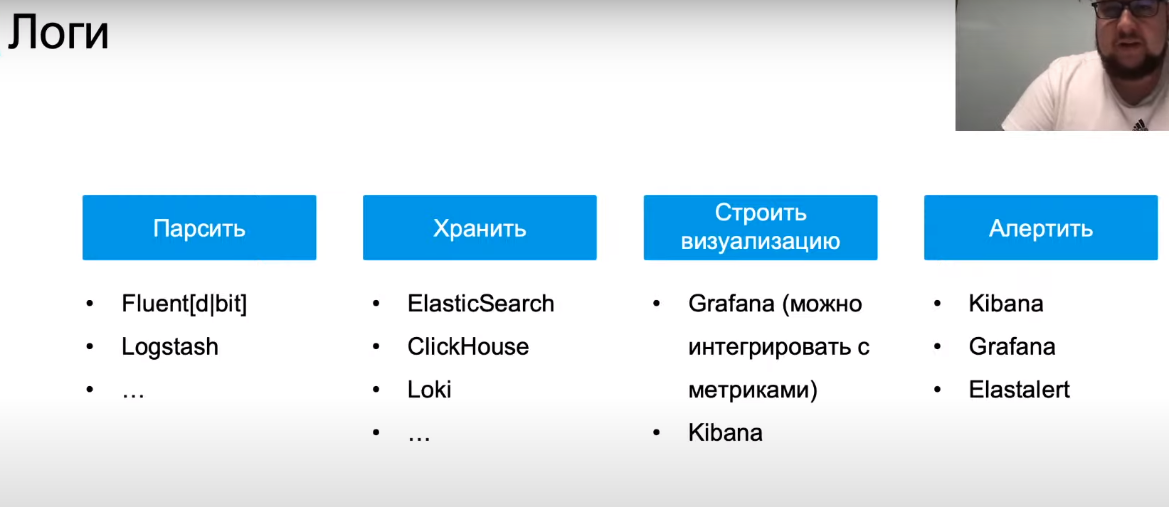 Логи
Парсить
• Fluent[d|bit]
• Logstash
• …
Хранить
• ElasticSearch
• ClickHouse
• Loki
• …
Строить
визуализацию
• Grafana (можно
интегрировать с
метриками)
• Kibana
Алертить
• Kibana
• Grafana
• Elastalert